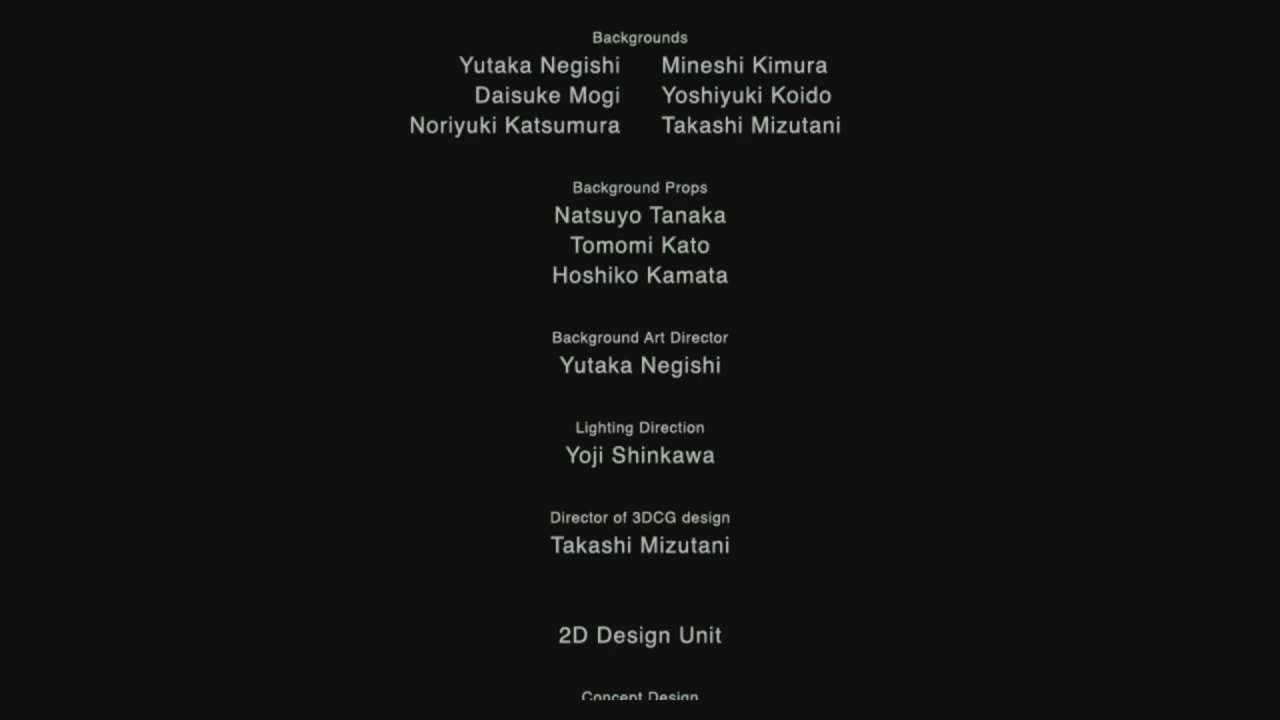 Backgrounds
Yutaka Negishi Mineshi Kimura
Daisuke Mogi Yoshiyuki Koido
Noriyuki Katsumura Takashi Mizutani
Background Props
Natsuyo Tanaka
Tomomi Kato
Hoshiko Kamata
Background Art Director
Yutaka Negishi
Lighting Direction
Yoji Shinkawa
Director of 3DCG design
Takashi Mizutani
2D Design Unit
Concept Design